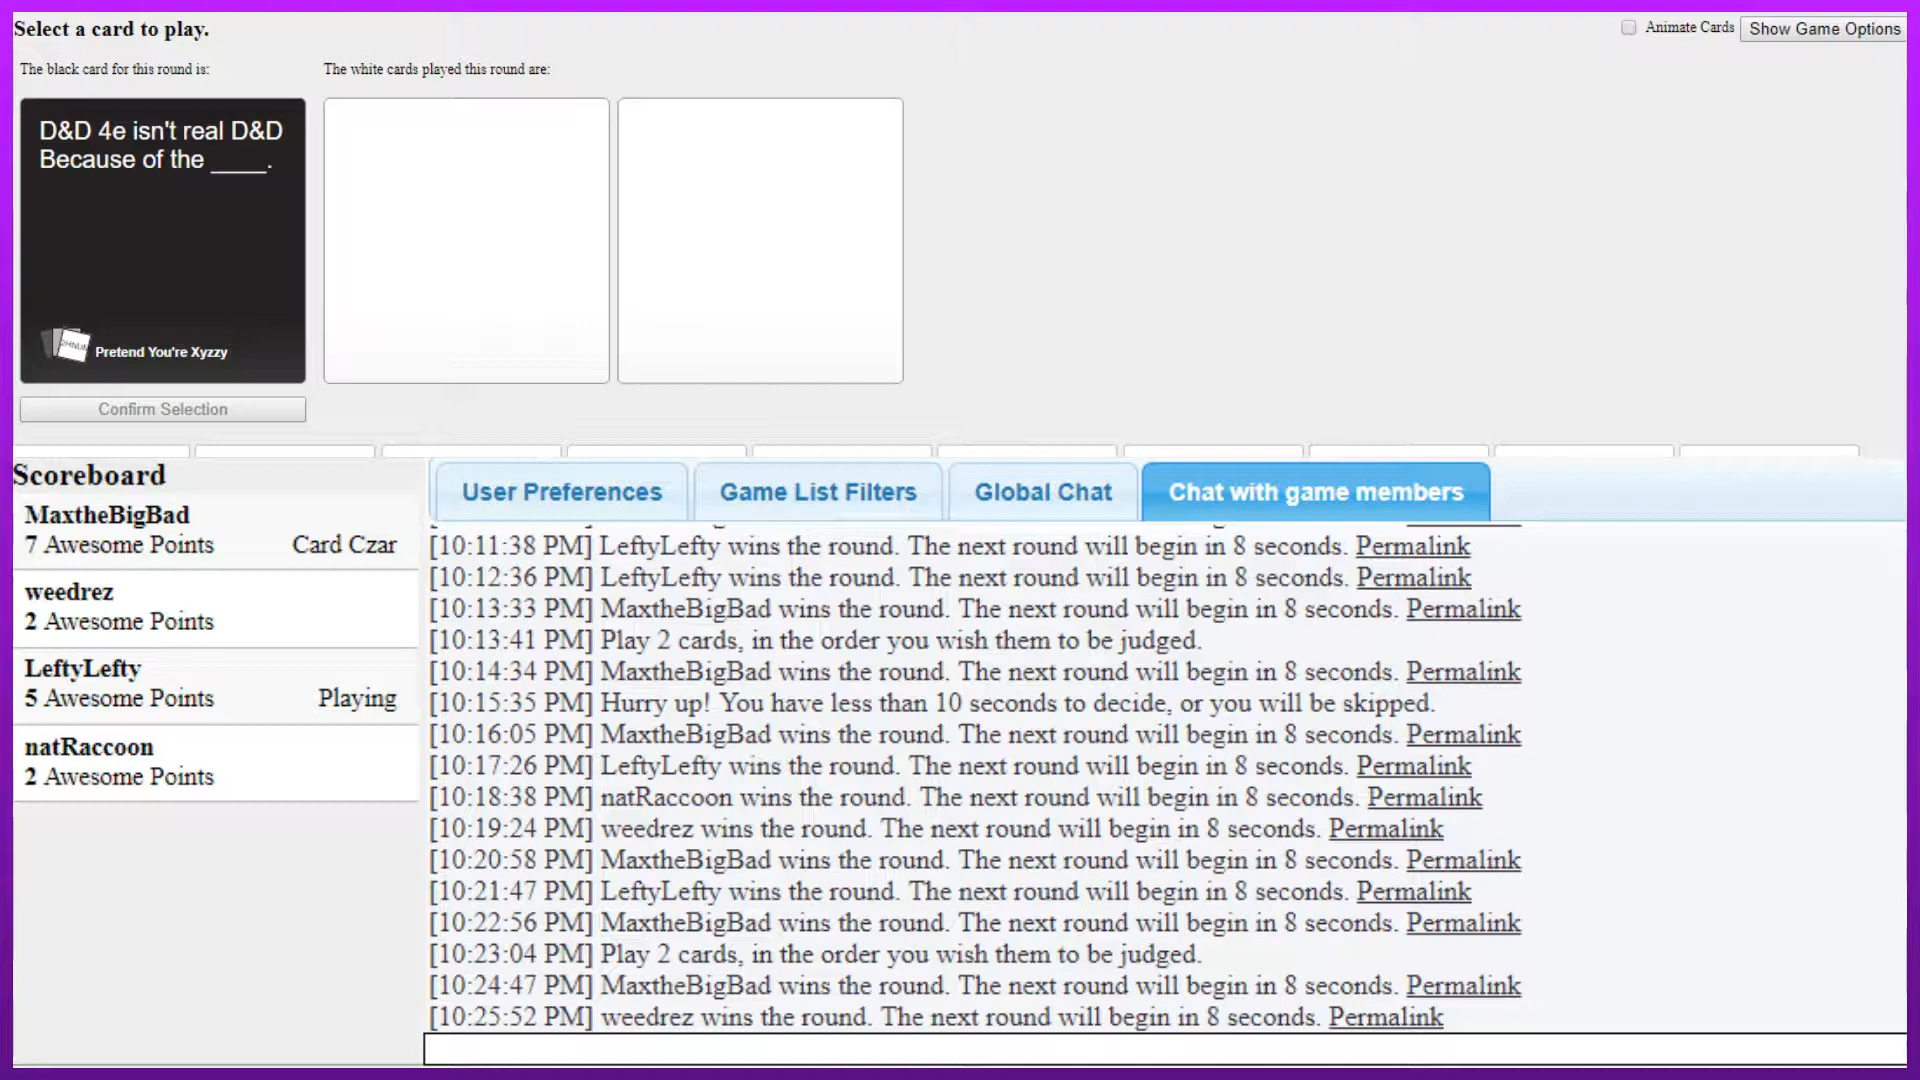 Select a card to play.
Animate Cards
Show Game Options
The black card for this round is:
The white cards played this round are:
D&D 4e isn't real D&D
Because of the ____.
Pretend You're Xyzzy
Confirm Selection
Scoreboard
MaxtheBigBad
7 Awesome Points Card Czar
weedrez
2 Awesome Points
LeftyLefty
5 Awesome Points Playing
natRaccoon
2 Awesome Points
User Preferences
Game List Filters
Global Chat
Chat with game members
[10:11:38 PM] LeftyLefty wins the round. The next round will begin in 8 seconds. Permalink
[10:12:36 PM] LeftyLefty wins the round. The next round will begin in 8 seconds. Permalink
[10:13:33 PM] MaxtheBigBad wins the round. The next round will begin in 8 seconds. Permalink
[10:13:41 PM] Play 2 cards, in the order you wish them to be judged.
[10:14:34 PM] MaxtheBigBad wins the round. The next round will begin in 8 seconds. Permalink
[10:15:35 PM] Hurry up! You have less than 10 seconds to decide, or you will be skipped.
[10:16:05 PM] MaxtheBigBad wins the round. The next round will begin in 8 seconds. Permalink
[10:17:26 PM] LeftyLefty wins the round. The next round will begin in 8 seconds. Permalink
[10:18:38 PM] natRaccoon wins the round. The next round will begin in 8 seconds. Permalink
[10:19:24 PM] weedrez wins the round. The next round will begin in 8 seconds. Permalink
[10:20:58 PM] MaxtheBigBad wins the round. The next round will begin in 8 seconds. Permalink
[10:21:47 PM] LeftyLefty wins the round. The next round will begin in 8 seconds. Permalink
[10:22:56 PM] MaxtheBigBad wins the round. The next round will begin in 8 seconds. Permalink
[10:23:04 PM] Play 2 cards, in the order you wish them to be judged.
[10:24:47 PM] MaxtheBigBad wins the round. The next round will begin in 8 seconds. Permalink
[10:25:52 PM] weedrez wins the round. The next round will begin in 8 seconds. Permalink